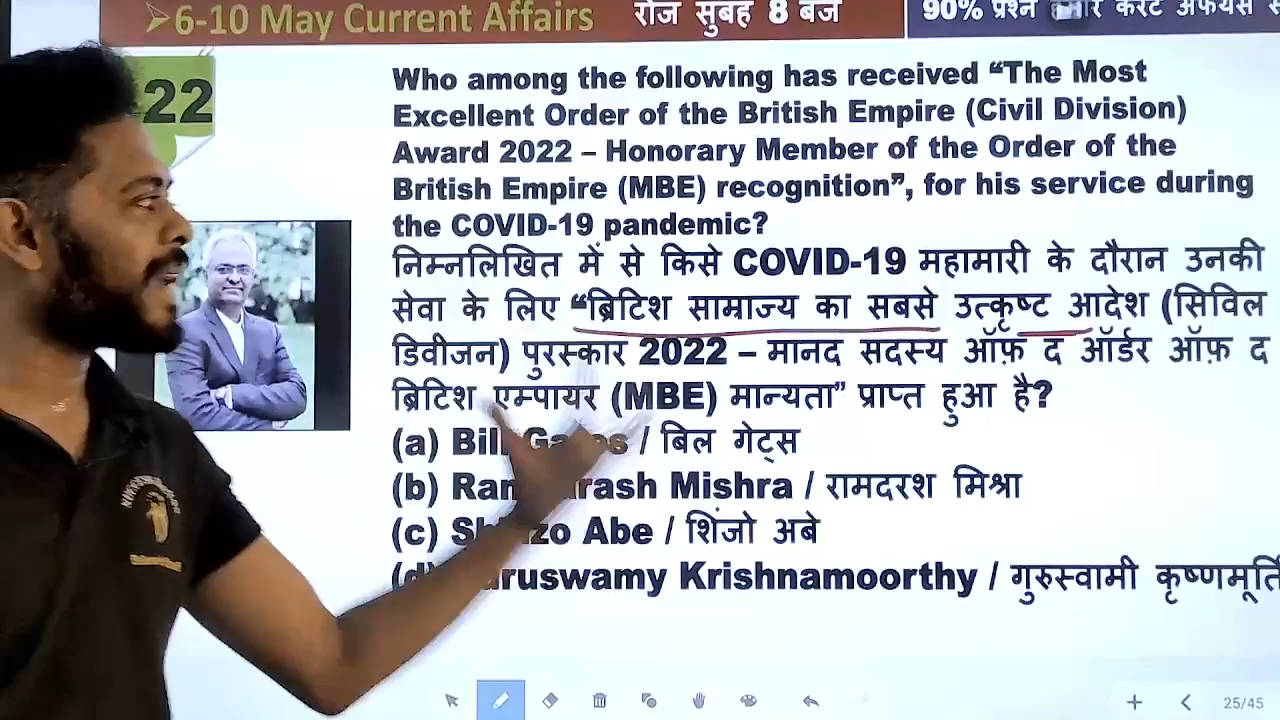 ➢6-10 May Current Affairs
रोज सुबह 8 बजे
90% प्रश्न
22
Who among the following has received “The Most
Excellent Order of the British Empire (Civil Division)
Award 2022 – Honorary Member of the Order of the
British Empire (MBE) recognition”, for his service during
the COVID-19 pandemic?
निम्नलिखित में से किसे COVID-19 महामारी के दौरान उनकी
सेवा के लिए “ब्रिटिश साम्राज्य का सबसे उत्कृष्ट आदेश (सिविल
डिवीजन) पुरस्कार 2022 – मानद सदस्य ऑफ़ द ऑर्डर ऑफ़ द
ब्रिटिश एम्पायर (MBE) मान्यता” प्राप्त हुआ है?
(a) Bill Gates / बिल गेट्स
(b) Mishra / रामदरश मिश्रा
(c) Shinzo Abe / शिंजो अबे
(d) Krishnamoorthy / गुरुस्वामी कृष्णमूर्ति
25/45